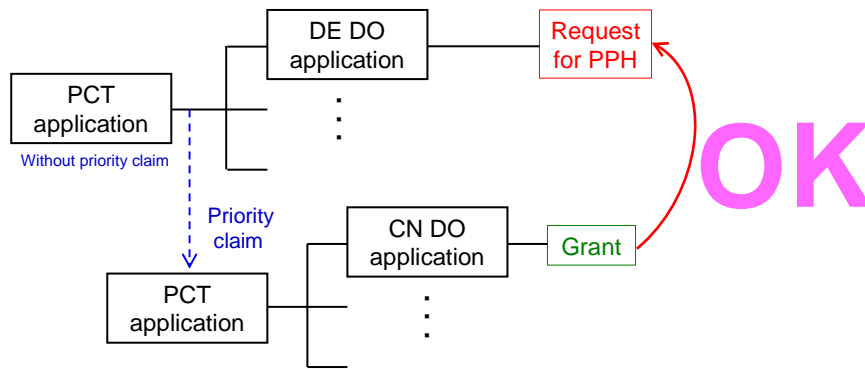 DE DO
application
Request
for PPH
PCT
application
Without priority claim
OK
Priority
claim
CN DO
application
Grant
PCT
application